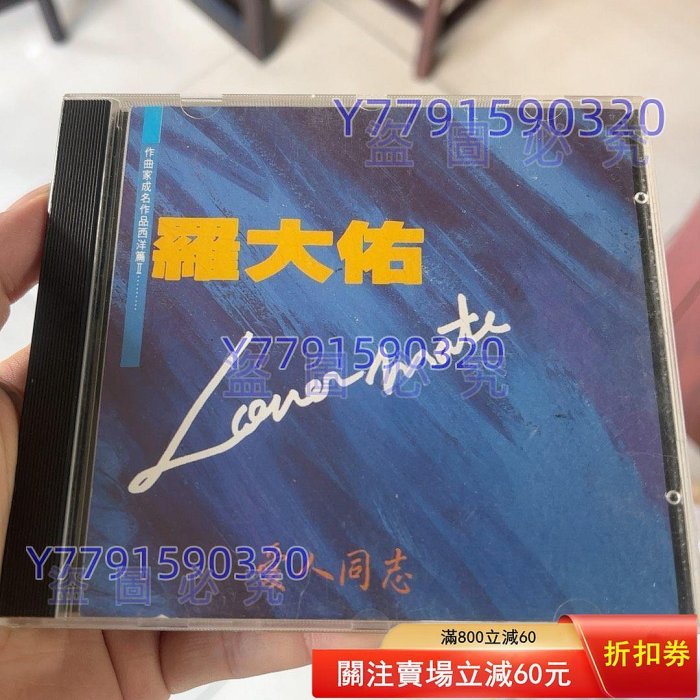 Y7791590320
盜圖必究
作曲家成名作品西洋篇II………
羅大佑
Y7791590320
盜圖必究
Lover mate
Y7791590320
盜圖必究
愛人同志
滿800立減60
關注賣場立減60元
折扣券